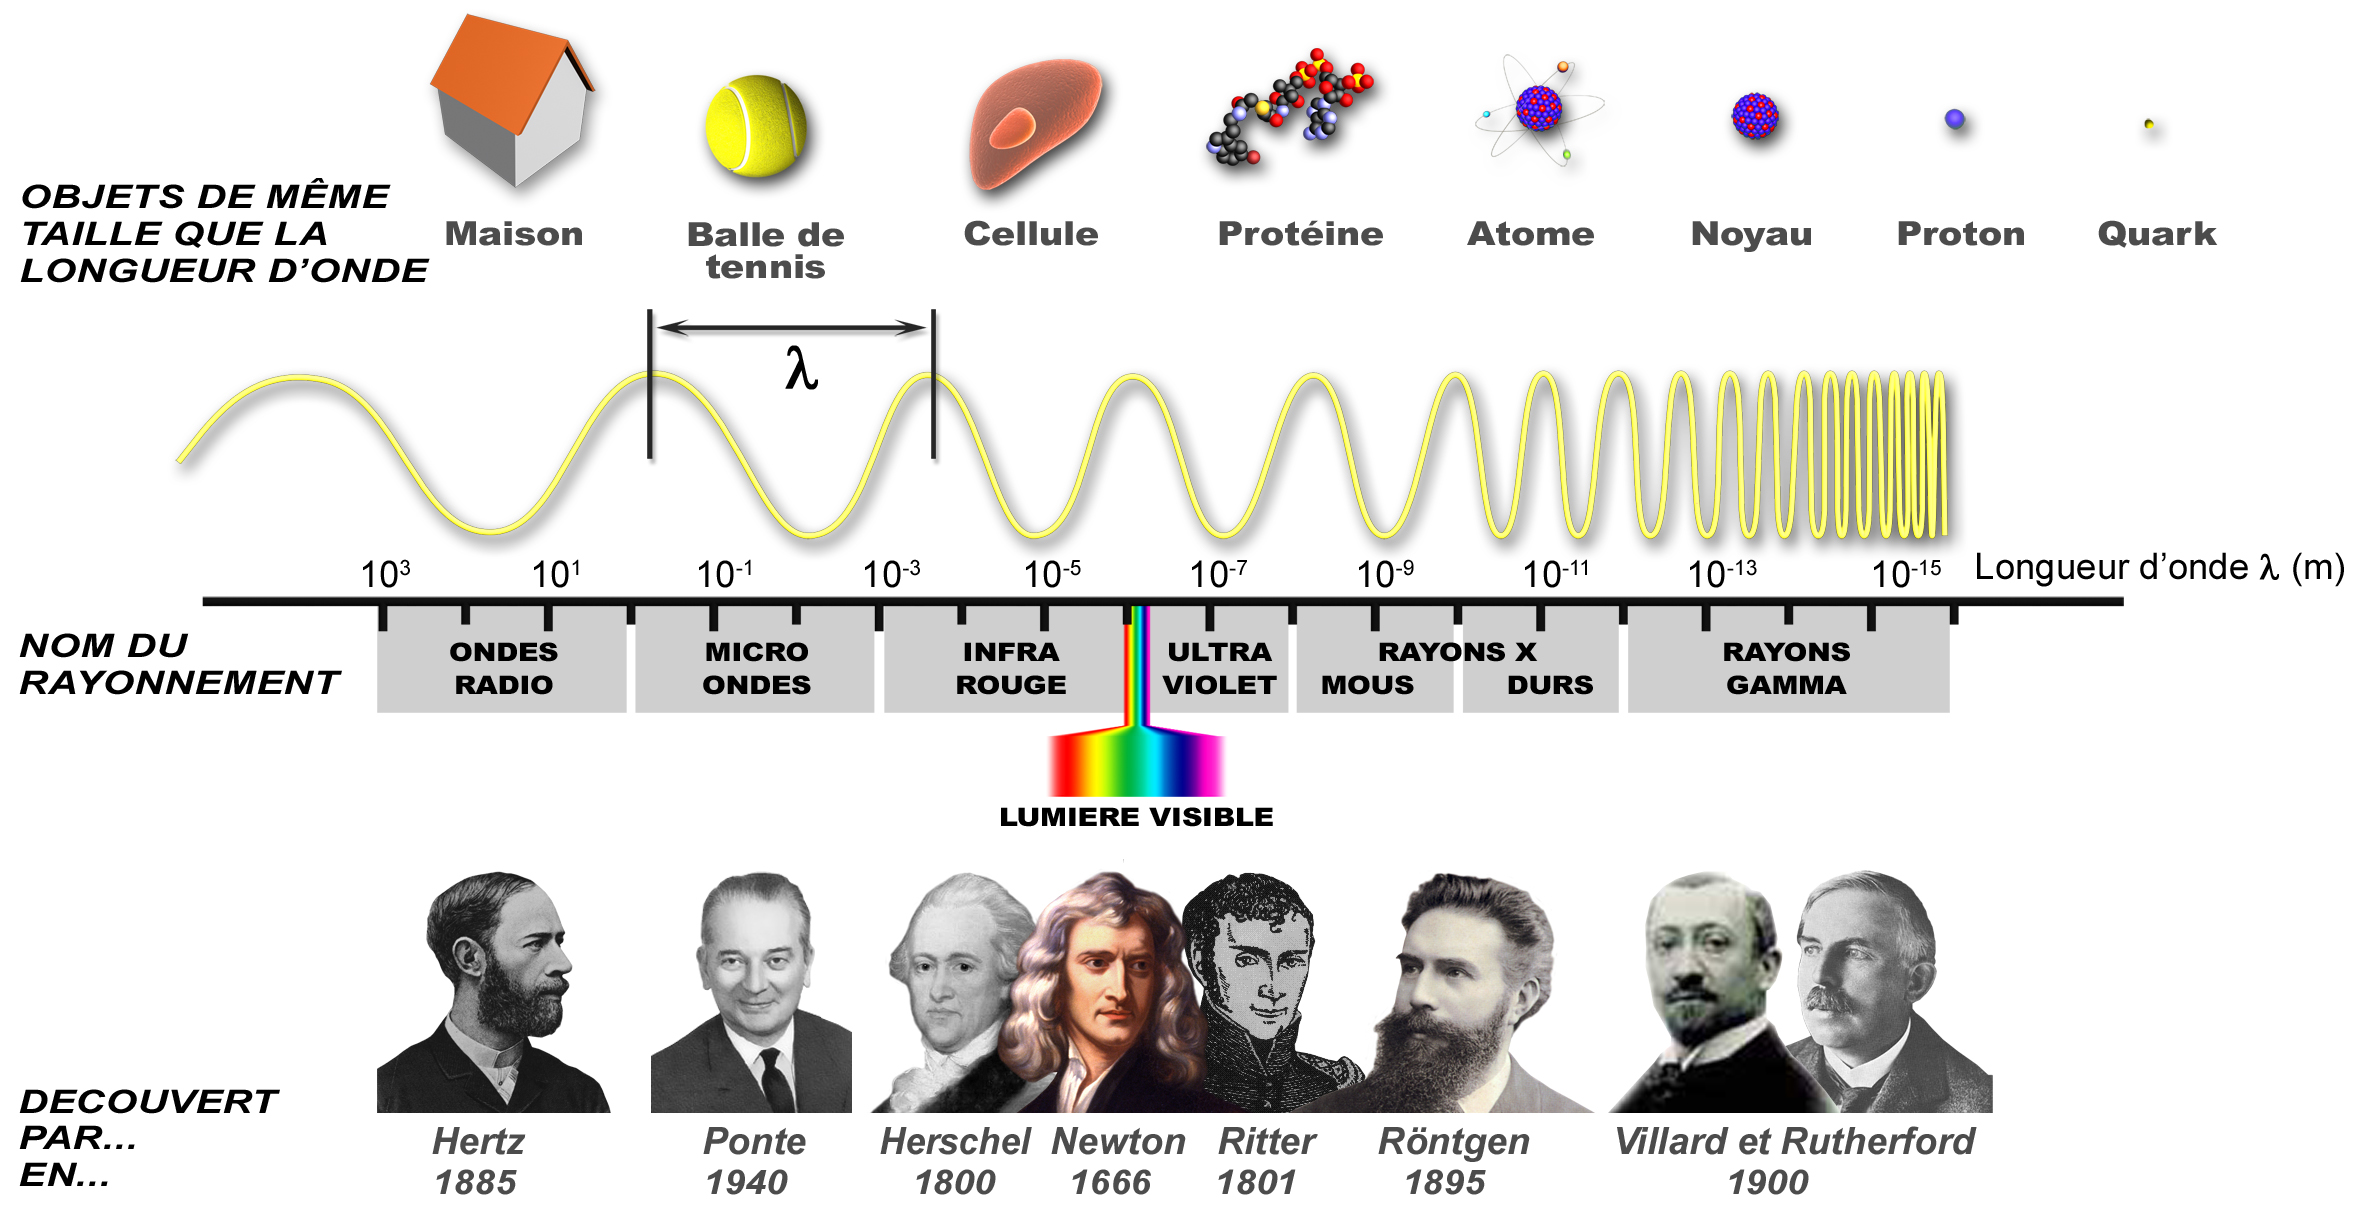 OBJETS DE MÊME
TAILLE QUE LA
LONGUEUR D’ONDE
Maison
Balle de
tennis
Cellule
Protéine
Atome
Noyau
Proton
Quark
λ
10³ 10¹ 10⁻¹ 10⁻³ 10⁻⁵ 10⁻⁷ 10⁻⁹ 10⁻¹¹ 10⁻¹³ 10⁻¹⁵ Longueur d’onde λ (m)
NOM DU
RAYONNEMENT
ONDES
RADIO
MICRO
ONDES
INFRA
ROUGE
ULTRA
VIOLET
RAYONS X
MOUS DURS
RAYONS
GAMMA
LUMIERE VISIBLE
DECOUVERT
PAR...
EN...
Hertz
1885
Ponte
1940
Herschel
1800
Newton
1666
Ritter
1801
Röntgen
1895
Villard et Rutherford
1900